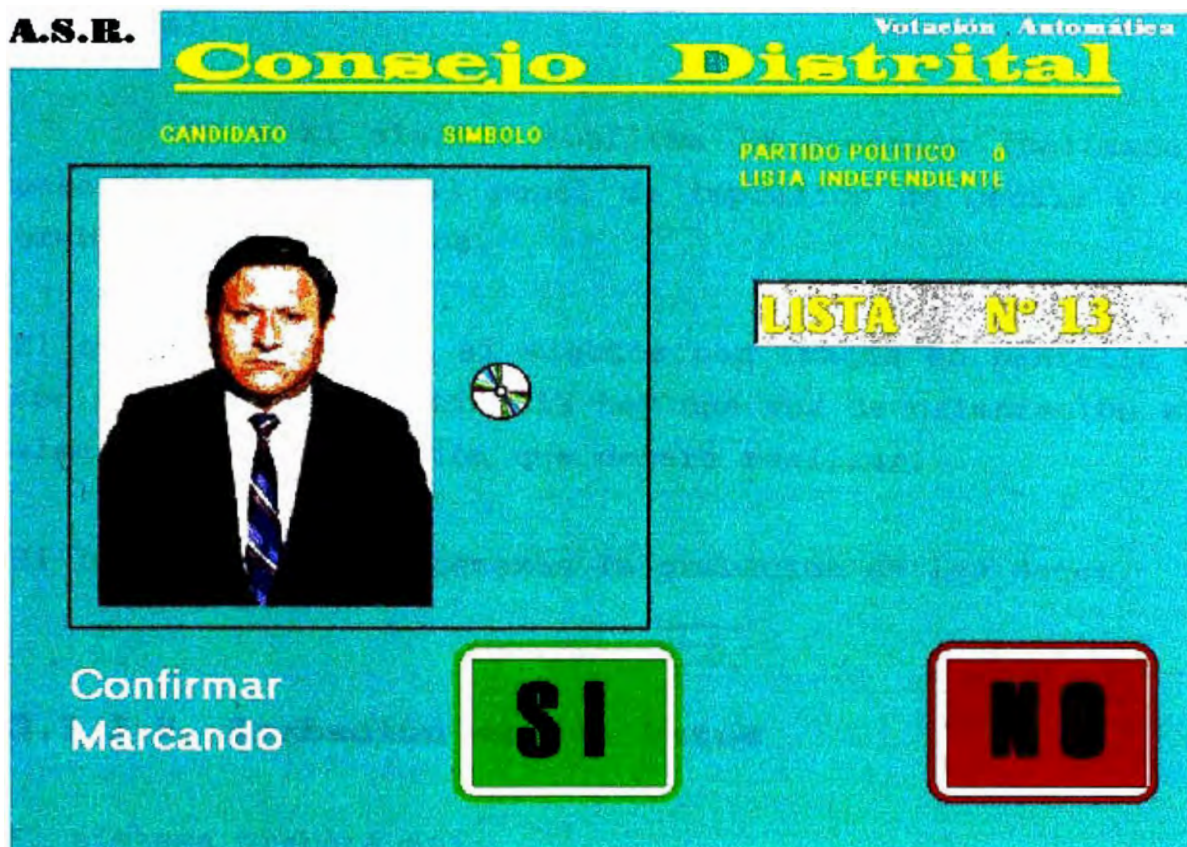 A.S.R.
Votación Automática
Consejo Distrital
CANDIDATO SIMBOLO
PARTIDO POLITICO ó
LISTA INDEPENDIENTE
LISTA Nº 13
Confirmar
Marcando
SI
NO